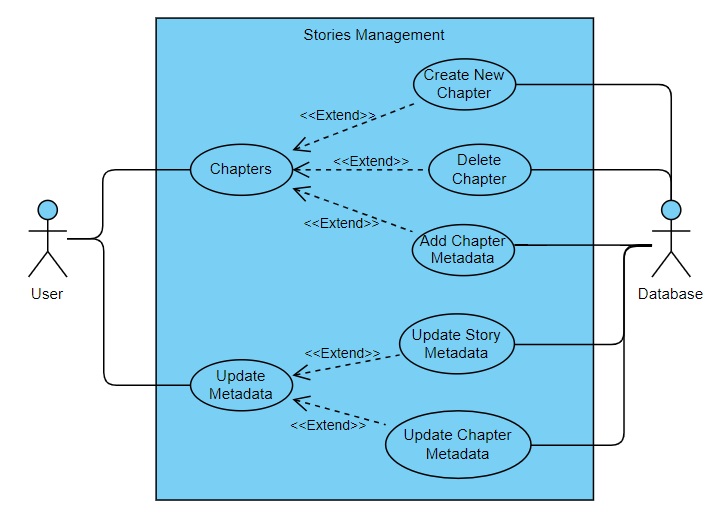 Stories Management
Create New
Chapter
<<Extend>>
<<Extend>>
Delete
Chapter
Chapters
<<Extend>>
Add Chapter
Metadata
User
Database
Update Story
Metadata
<<Extend>>
Update
Metadata
<<Extend>>
Update Chapter
Metadata